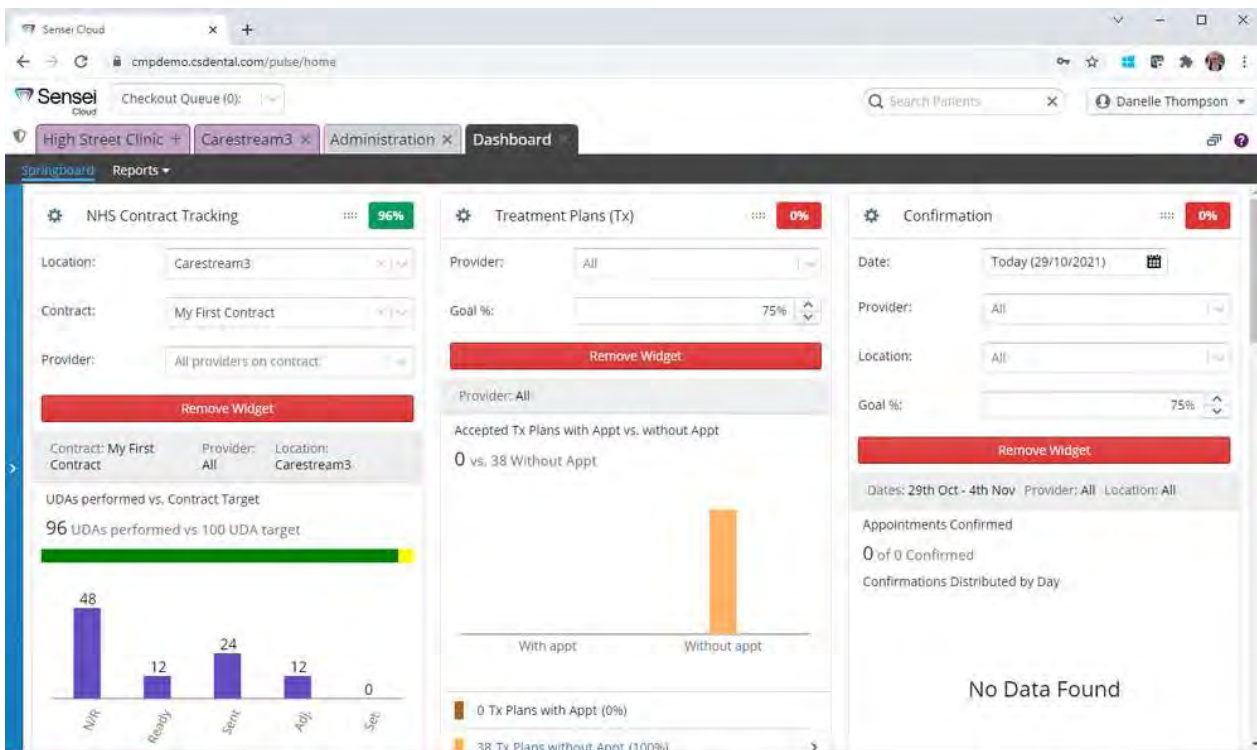 Sensei Cloud
cmpdemo.csdental.com/pulse/home
Sensei
Cloud
Checkout Queue (0):
Search Patients
Danelle Thompson
High Street Clinic
Carestream3
Administration
Dashboard
Springboard
Reports
NHS Contract Tracking
96%
Location:
Carestream3
Contract:
My First Contract
Provider:
All providers on contract
Remove Widget
Contract: My First Contract
Provider: All
Location: Carestream3
UDAs performed vs. Contract Target
96 UDAs performed vs 100 UDA target
48
12
24
12
0
N/R
Ready
Sent
Adj.
Set.
Treatment Plans (Tx)
0%
Provider:
All
Goal %:
75%
Remove Widget
Provider: All
Accepted Tx Plans with Appt vs. without Appt
0 vs. 38 Without Appt
With appt
Without appt
0 Tx Plans with Appt (0%)
38 Tx Plans without Appt (100%)
Confirmation
0%
Date:
Today (29/10/2021)
Provider:
All
Location:
All
Goal %:
75%
Remove Widget
Dates: 29th Oct - 4th Nov Provider: All Location: All
Appointments Confirmed
0 of 0 Confirmed
Confirmations Distributed by Day
No Data Found